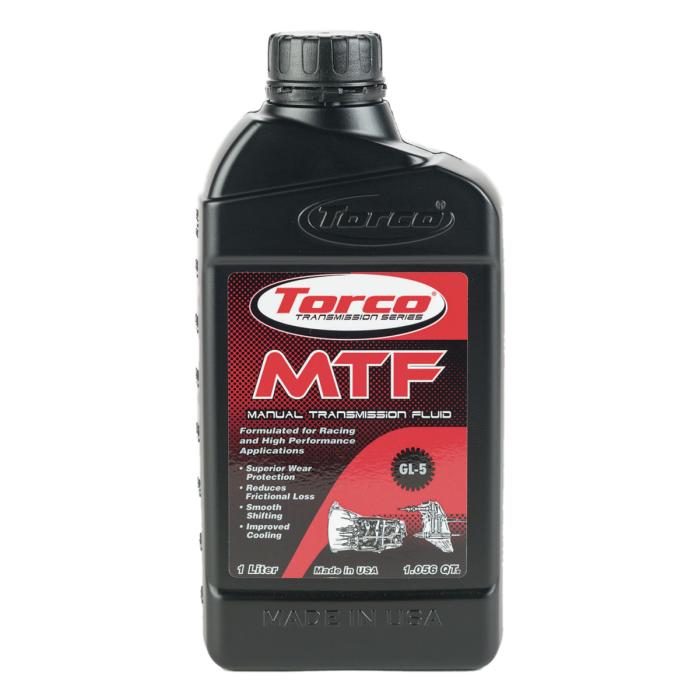 Torco®
Torco®
TRANSMISSION SERIES
MTF
MANUAL TRANSMISSION FLUID
Formulated for Racing
and High Performance
Applications
• Superior Wear
Protection
• Reduces
Frictional Loss
• Smooth
Shifting
• Improved
Cooling
GL-5
1 Liter Made in USA 1.056 QT.
MADE IN USA